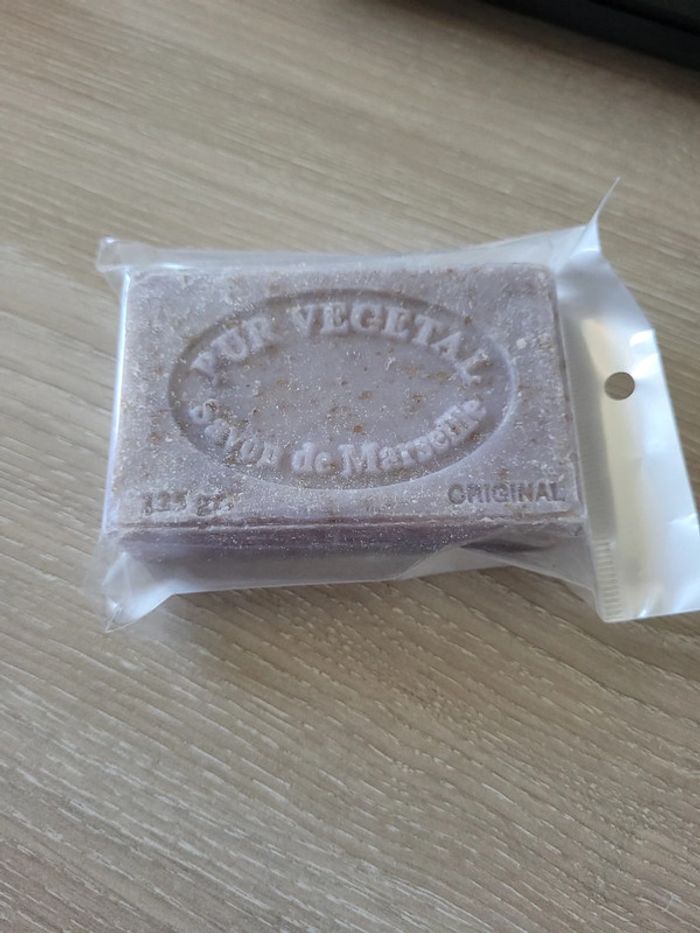 PUR VEGETAL
Savon de Marseille
125 gr.
ORIGINAL